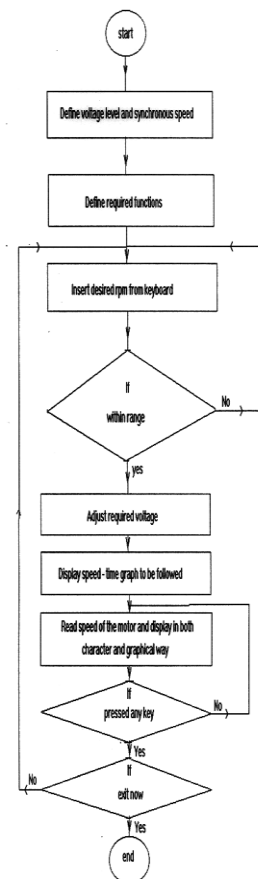 start
Define voltage level and synchronous speed
Define required functions
Insert desired rpm from keyboard
If
within range
No
yes
Adjust required voltage
Display speed - time graph to be followed
Read speed of the motor and display in both
character and graphical way
If
pressed any key
No
Yes
If
exit now
No
Yes
end